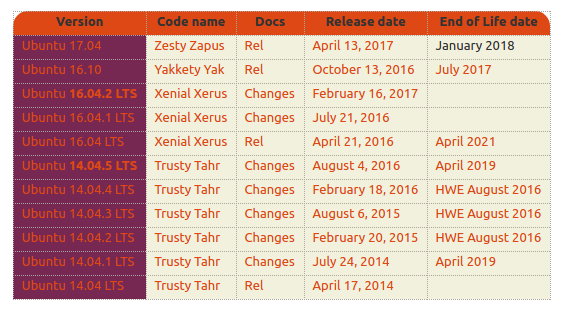 Version Code name Docs Release date End of Life date
Ubuntu 17.04 Zesty Zapus Rel April 13, 2017 January 2018
Ubuntu 16.10 Yakkety Yak Rel October 13, 2016 July 2017
Ubuntu 16.04.2 LTS Xenial Xerus Changes February 16, 2017
Ubuntu 16.04.1 LTS Xenial Xerus Changes July 21, 2016
Ubuntu 16.04 LTS Xenial Xerus Rel April 21, 2016 April 2021
Ubuntu 14.04.5 LTS Trusty Tahr Changes August 4, 2016 April 2019
Ubuntu 14.04.4 LTS Trusty Tahr Changes February 18, 2016 HWE August 2016
Ubuntu 14.04.3 LTS Trusty Tahr Changes August 6, 2015 HWE August 2016
Ubuntu 14.04.2 LTS Trusty Tahr Changes February 20, 2015 HWE August 2016
Ubuntu 14.04.1 LTS Trusty Tahr Changes July 24, 2014 April 2019
Ubuntu 14.04 LTS Trusty Tahr Rel April 17, 2014